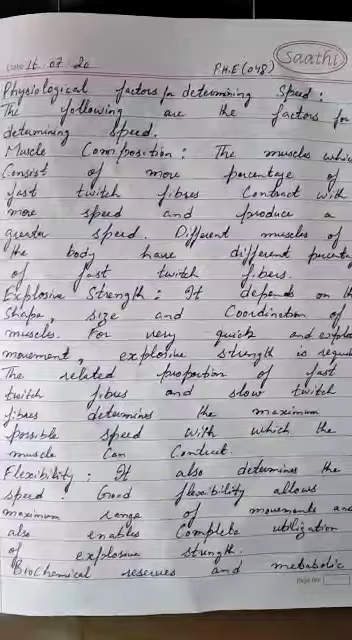 Date 16.07.20
P.H.E (048)
Saathi
Physiological factors for determining Speed:
The following are the factors for
determining speed.
Muscle Composition: The muscles which
Consist of more percentage of
fast twitch fibres Contract with
more speed and produce a
greater speed. Different muscles of
the body have different percenta
of fast twitch fibers.
Explosive Strength: It depends on th
shape, size and Coordination of
muscles. For very quick and explo
movement, explosive strength is requi
The related proportion of fast
twitch fibres and slow twitch
fibres determines the maximum
possible speed with which the
muscle Can Contract.
Flexibility: It also determines the
speed. Good flexibility allows
maximum range of movements and
also enables Complete utilization
of explosive strength.
BioChemical reserves and metabolic
Page No.